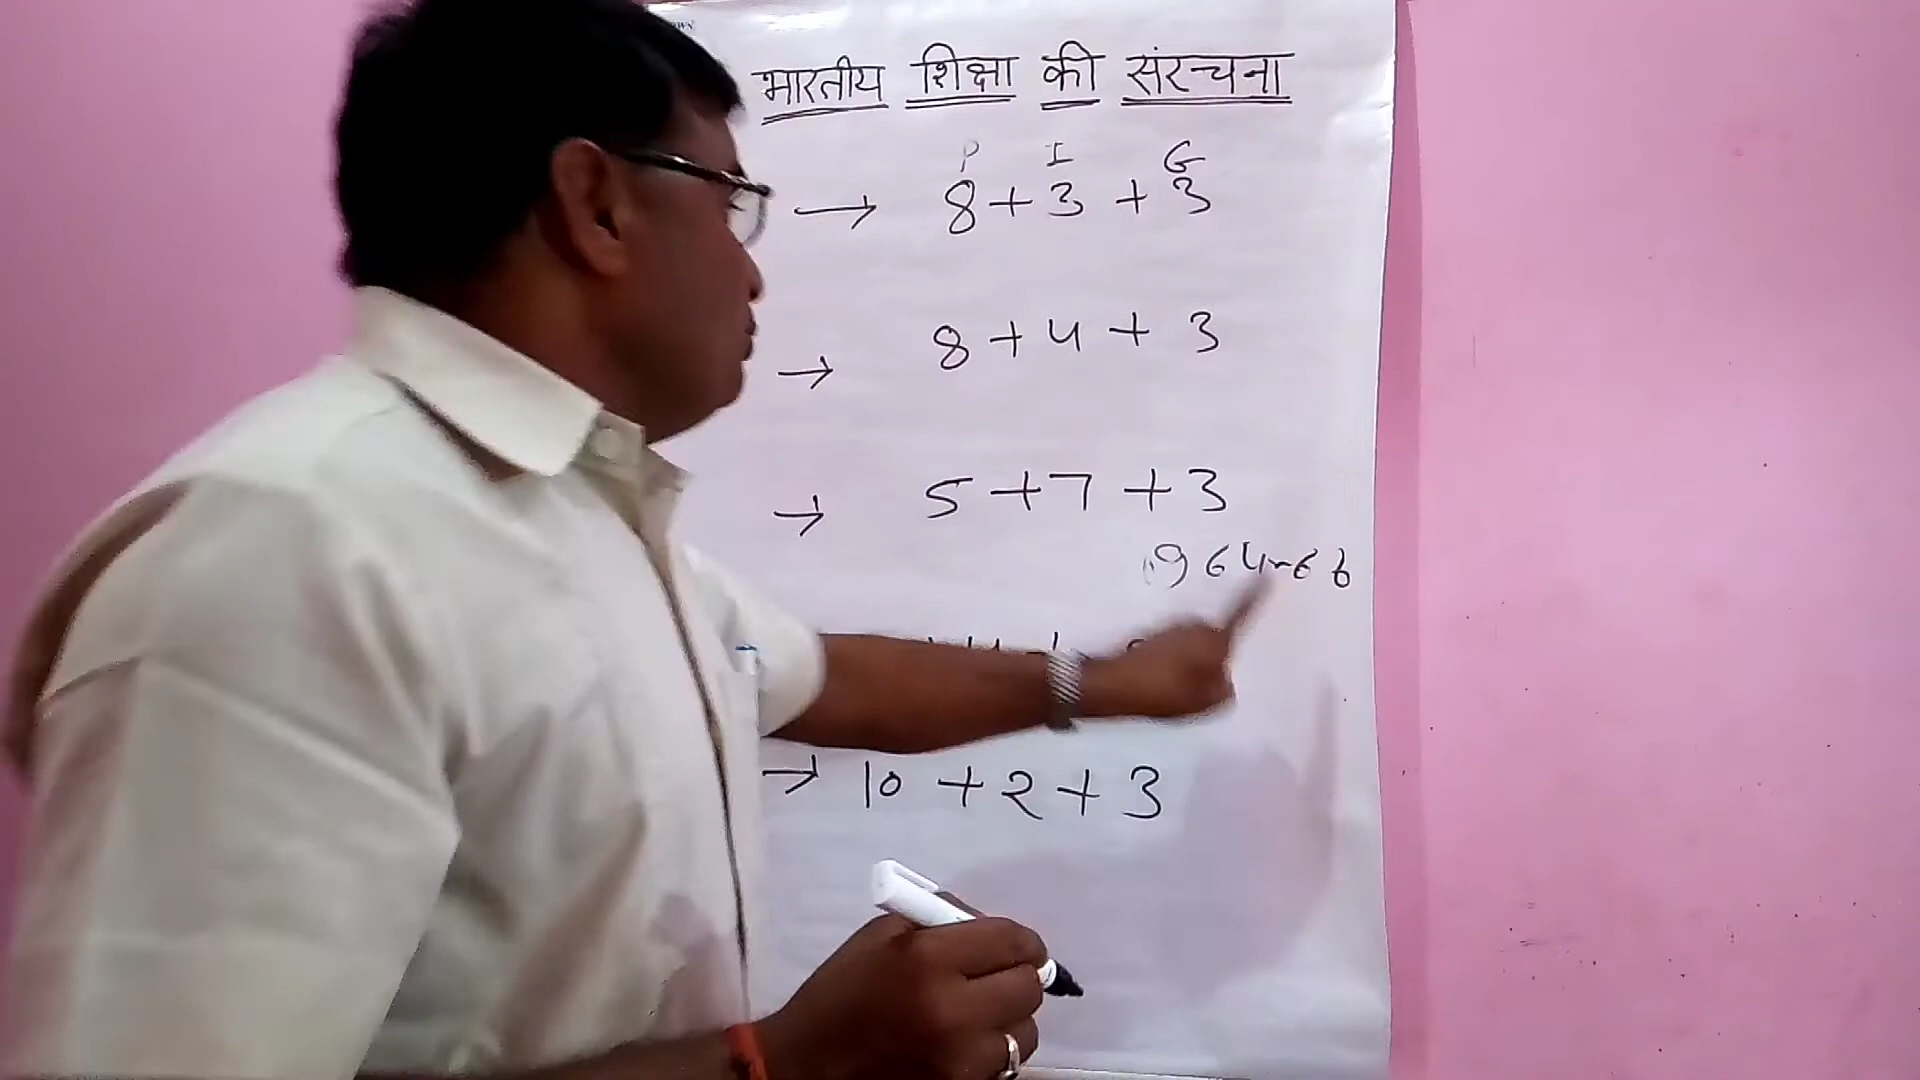 भारतीय शिक्षा की संरचना
P I G
→ 8+3+3
→ 8+4+3
→ 5+7+3
1964-66
→ 10+2+3